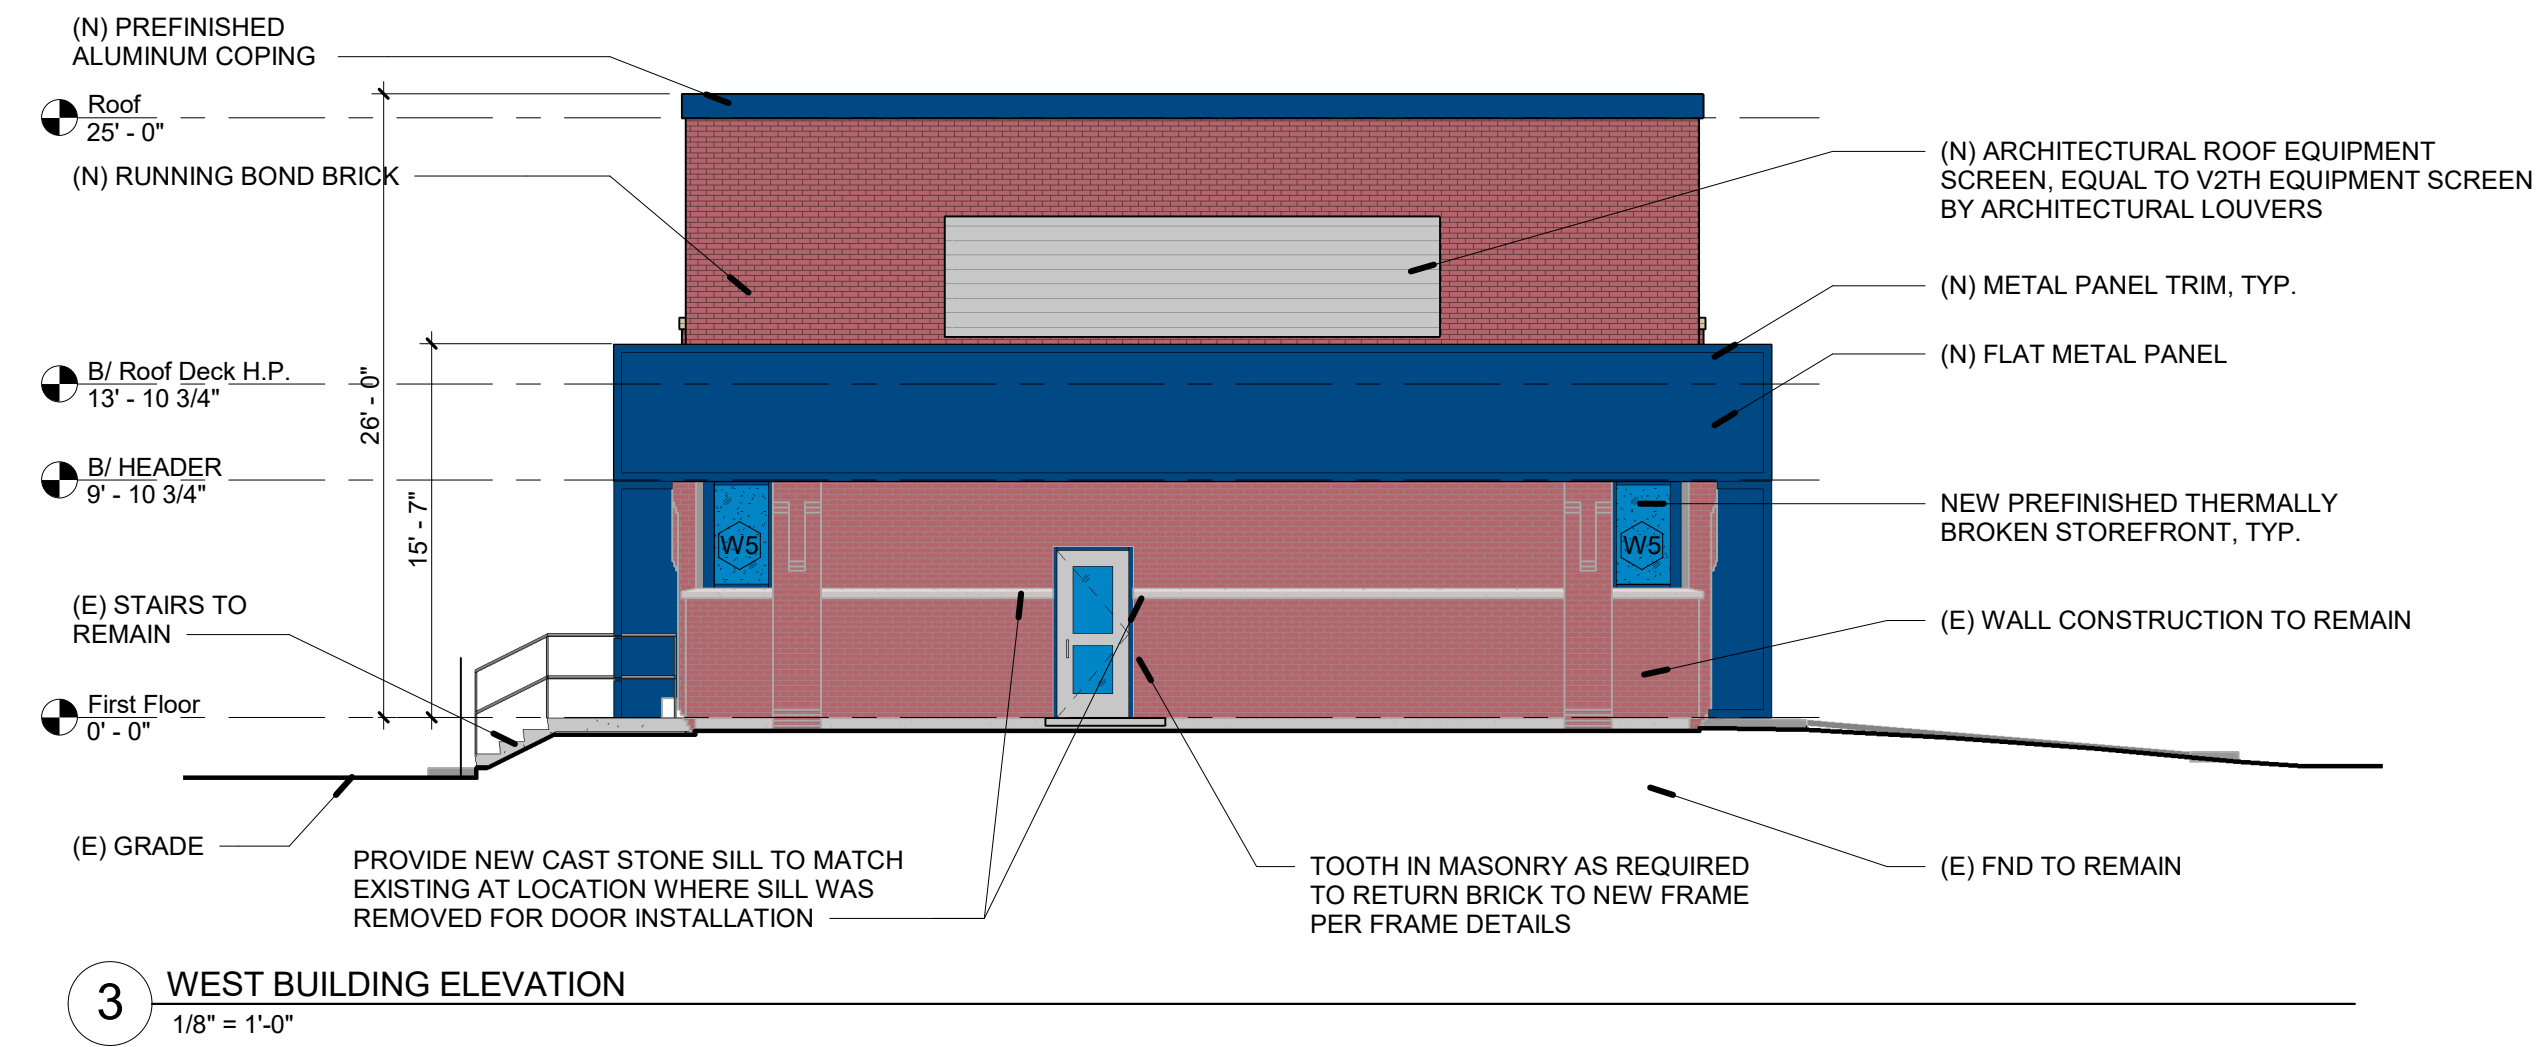 (N) PREFINISHED
ALUMINUM COPING
Roof
25' - 0"
(N) RUNNING BOND BRICK
B/ Roof Deck H.P.
13' - 10 3/4"
B/ HEADER
9' - 10 3/4"
26' - 0"
15' - 7"
(E) STAIRS TO
REMAIN
First Floor
0' - 0"
(E) GRADE
W5
W5
(N) ARCHITECTURAL ROOF EQUIPMENT
SCREEN, EQUAL TO V2TH EQUIPMENT SCREEN
BY ARCHITECTURAL LOUVERS
(N) METAL PANEL TRIM, TYP.
(N) FLAT METAL PANEL
NEW PREFINISHED THERMALLY
BROKEN STOREFRONT, TYP.
(E) WALL CONSTRUCTION TO REMAIN
(E) FND TO REMAIN
PROVIDE NEW CAST STONE SILL TO MATCH
EXISTING AT LOCATION WHERE SILL WAS
REMOVED FOR DOOR INSTALLATION
TOOTH IN MASONRY AS REQUIRED
TO RETURN BRICK TO NEW FRAME
PER FRAME DETAILS
3
WEST BUILDING ELEVATION
1/8" = 1'-0"